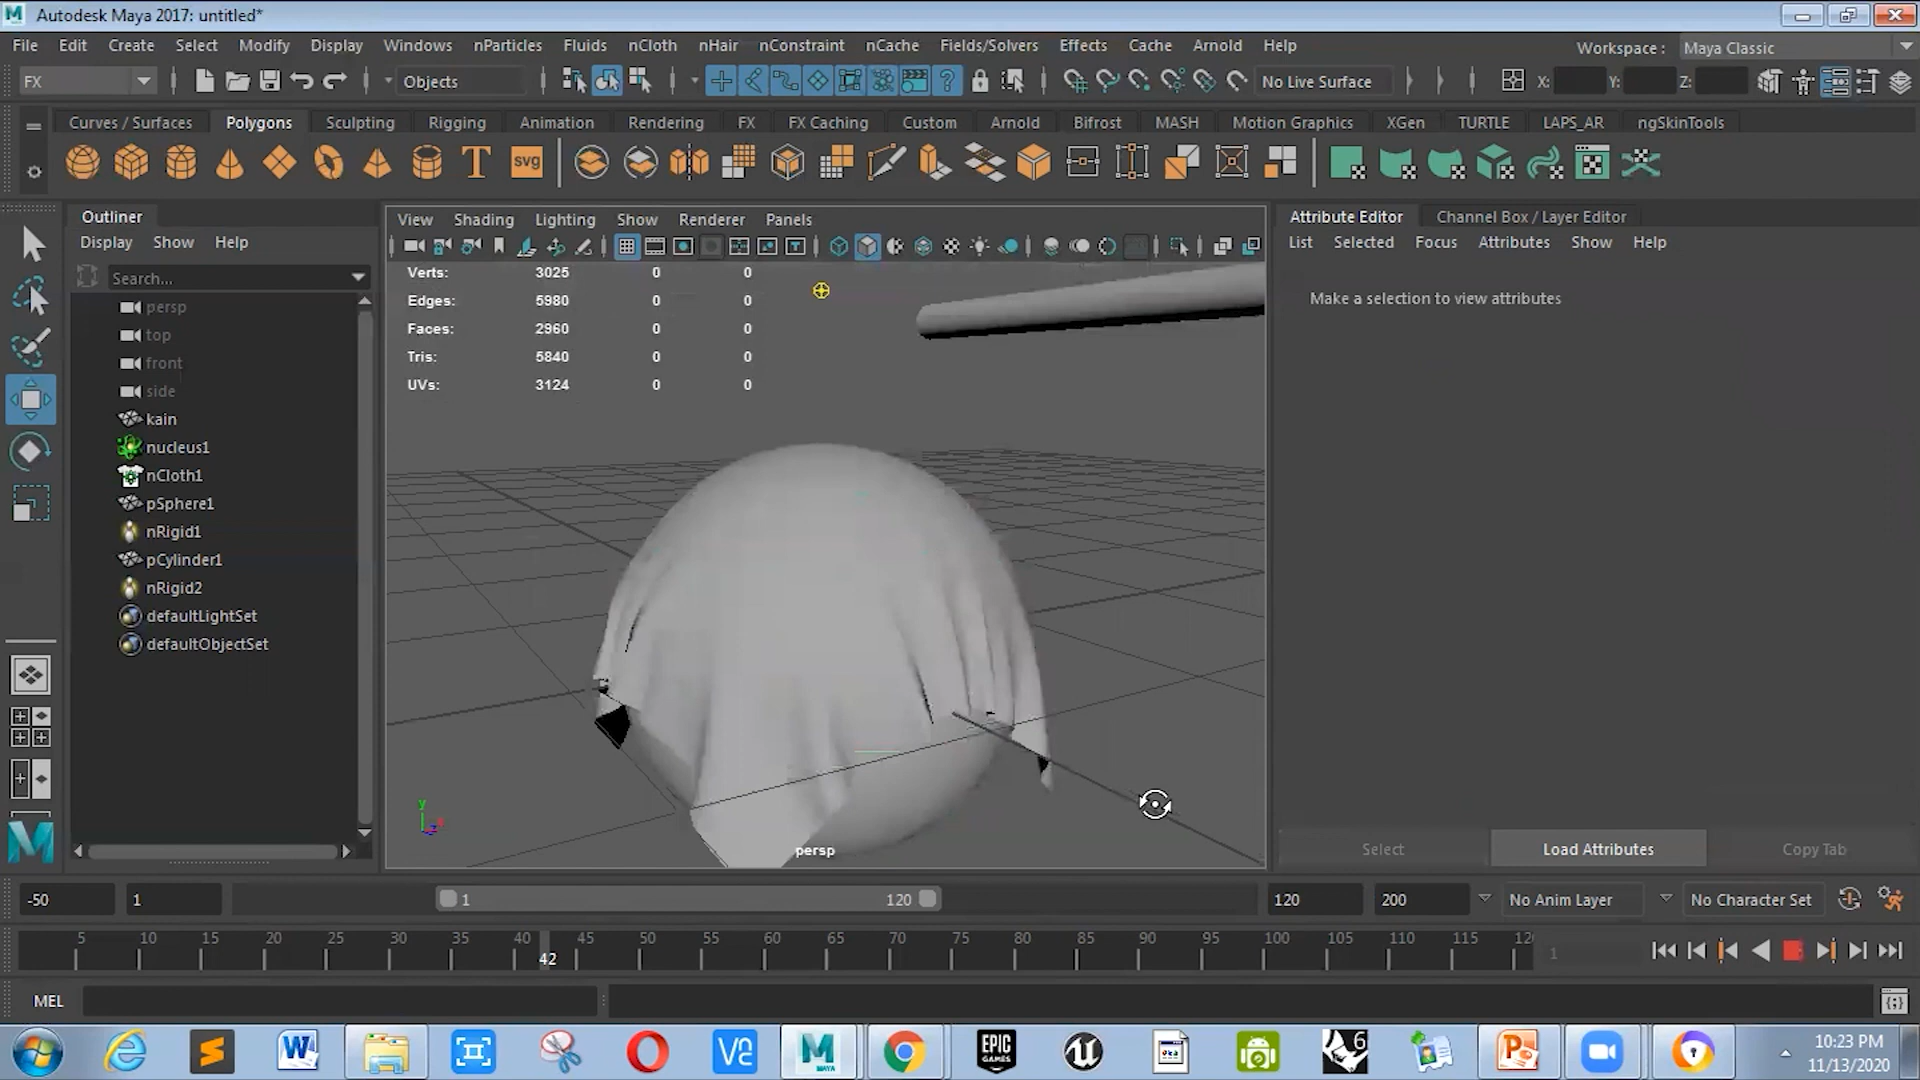 Autodesk Maya 2017: untitled*
File Edit Create Select Modify Display Windows nParticles Fluids nCloth nHair nConstraint nCache Fields/Solvers Effects Cache Arnold Help Workspace : Maya Classic
FX Objects No Live Surface X: Y: Z:
Curves / Surfaces Polygons Sculpting Rigging Animation Rendering FX FX Caching Custom Arnold Bifrost MASH Motion Graphics XGen TURTLE LAPS_AR ngSkinTools
T SVG
Outliner
Display Show Help
Search...
persp
top
front
side
kain
nucleus1
nCloth1
pSphere1
nRigid1
pCylinder1
nRigid2
defaultLightSet
defaultObjectSet
View Shading Lighting Show Renderer Panels
Verts: 3025 0 0
Edges: 5980 0 0
Faces: 2960 0 0
Tris: 5840 0 0
UVs: 3124 0 0
y
persp
Attribute Editor Channel Box / Layer Editor
List Selected Focus Attributes Show Help
Make a selection to view attributes
Select Load Attributes Copy Tab
-50 1 1 120 120 200 No Anim Layer No Character Set
5 10 15 20 25 30 35 40 45 50 55 60 65 70 75 80 85 90 95 100 105 110 115 12
42 1
MEL
10:23 PM
11/13/2020